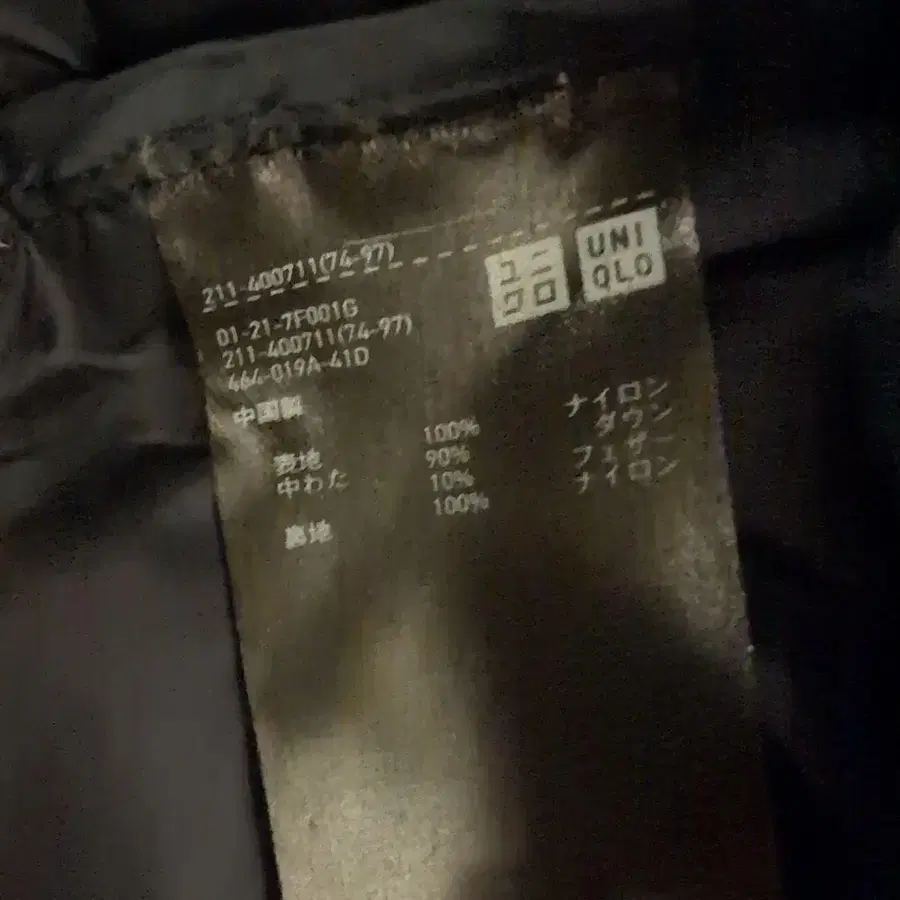 211-400711(74-97)
ユニ
クロ
UNI
QLO
01-21-7F001G
211-400711(74-97)
464-019A-41D
中国製
表地 100% ナイロン
中わた 90% ダウン
10% フェザー
裏地 100% ナイロン